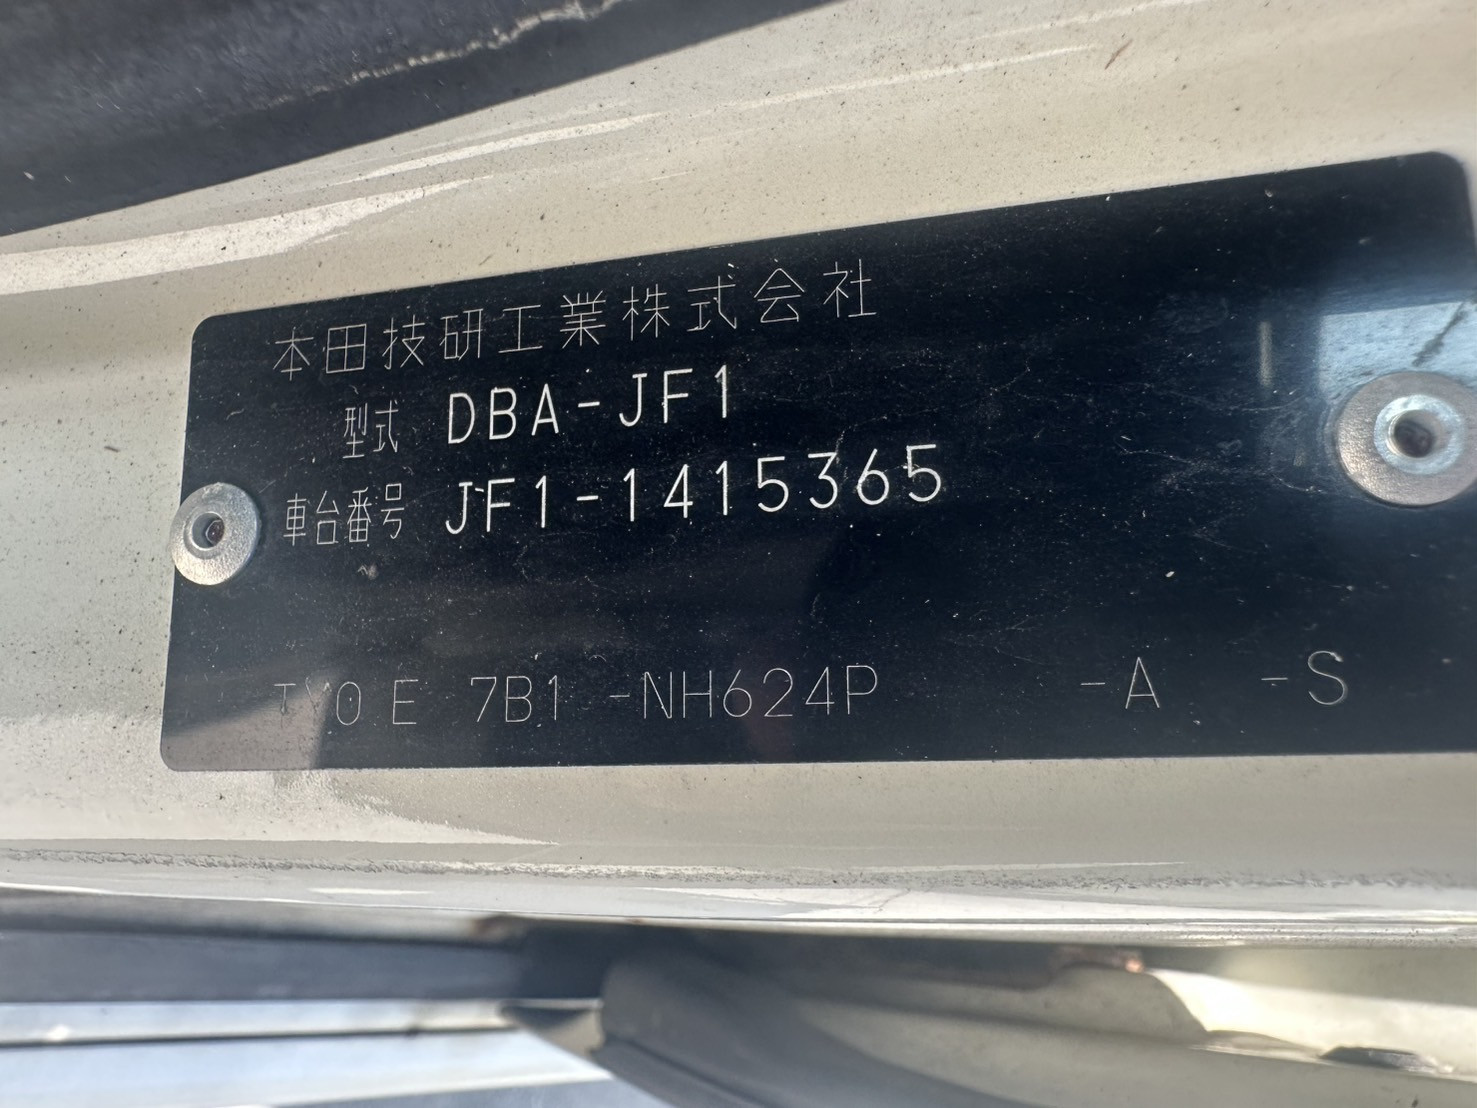 本田技研工業株式会社
型式 DBA-JF1
車台番号 JF1-1415365
TY0E 7B1 -NH624P -A -S